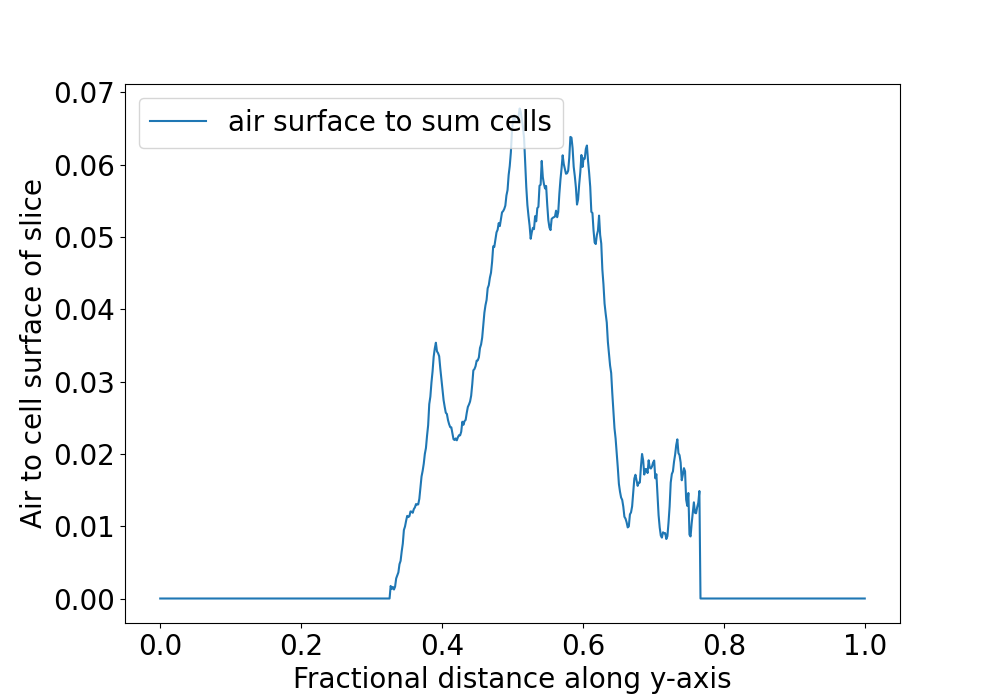 air surface to sum cells
Air to cell surface of slice
0.07
0.06
0.05
0.04
0.03
0.02
0.01
0.00
0.0 0.2 0.4 0.6 0.8 1.0
Fractional distance along y-axis